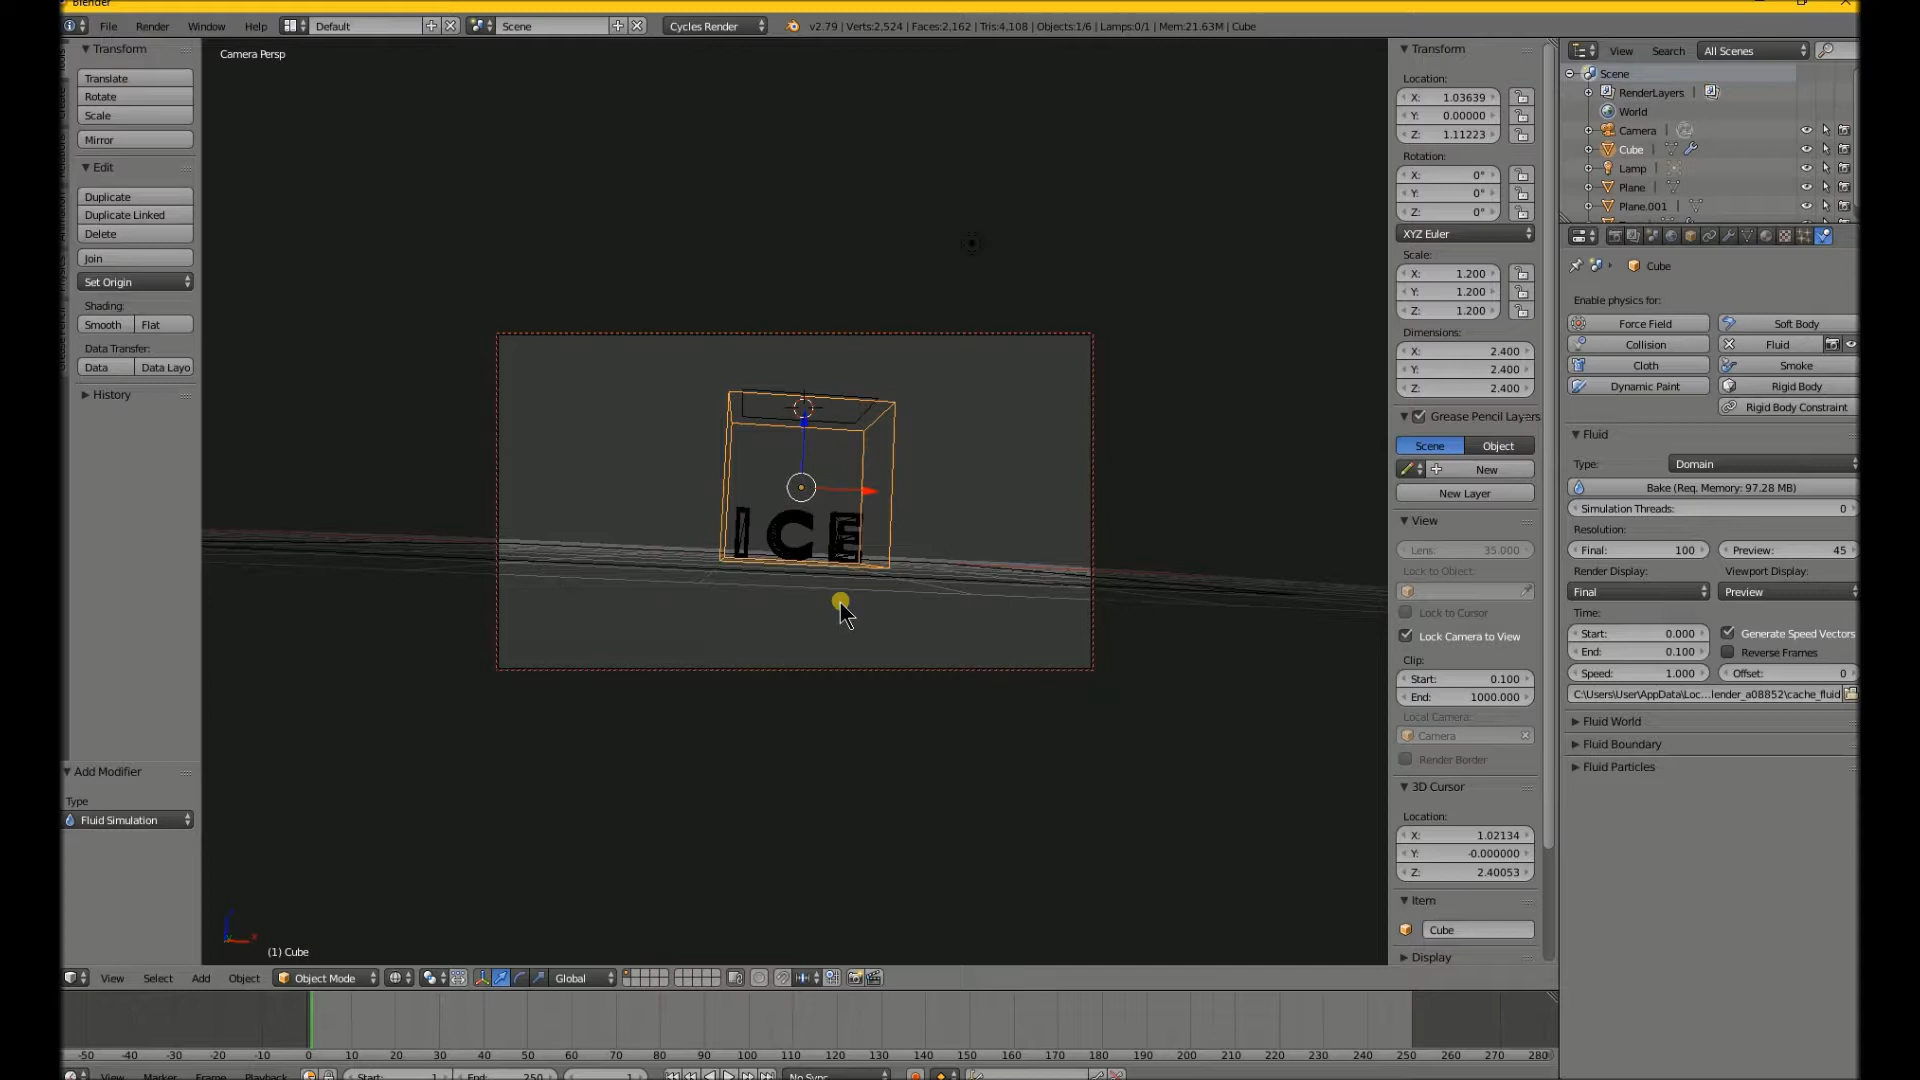 Blender
File Render Window Help Default Scene Cycles Render v2.79 | Verts:2,524 | Faces:2,162 | Tris:4,108 | Objects:1/6 | Lamps:0/1 | Mem:21.63M | Cube
Transform
Translate
Rotate
Scale
Mirror
Edit
Duplicate
Duplicate Linked
Delete
Join
Set Origin
Shading:
Smooth Flat
Data Transfer:
Data Data Layo
History
Add Modifier
Type
Fluid Simulation
Camera Persp
ICE
(1) Cube
Transform
Location:
X: 1.03639
Y: 0.00000
Z: 1.11223
Rotation:
X: 0°
Y: 0°
Z: 0°
XYZ Euler
Scale:
X: 1.200
Y: 1.200
Z: 1.200
Dimensions:
X: 2.400
Y: 2.400
Z: 2.400
Grease Pencil Layers
Scene Object
New
New Layer
View
Lens: 35.000
Lock to Object:
Lock to Cursor
Lock Camera to View
Clip:
Start: 0.100
End: 1000.000
Local Camera:
Camera
Render Border
3D Cursor
Location:
X: 1.02134
Y: -0.000000
Z: 2.40053
Item
Cube
Display
View Search All Scenes
Scene
RenderLayers
World
Camera
Cube
Lamp
Plane
Plane.001
Cube
Enable physics for:
Force Field Soft Body
Collision Fluid
Cloth Smoke
Dynamic Paint Rigid Body
Rigid Body Constraint
Fluid
Type: Domain
Bake (Req. Memory: 97.28 MB)
Simulation Threads: 0
Resolution:
Final: 100 Preview: 45
Render Display: Viewport Display:
Final Preview
Time:
Start: 0.000 Generate Speed Vectors
End: 0.100 Reverse Frames
Speed: 1.000 Offset: 0
C:\Users\User\AppData\Loc...lender_a08852\cache_fluid
Fluid World
Fluid Boundary
Fluid Particles
View Select Add Object Object Mode Global
-50 -40 -30 -20 -10 0 10 20 30 40 50 60 70 80 90 100 110 120 130 140 150 160 170 180 190 200 210 220 230 240 250 260 270 280
View Marker Frame Playback Start: 1 End: 250 1 No Sync